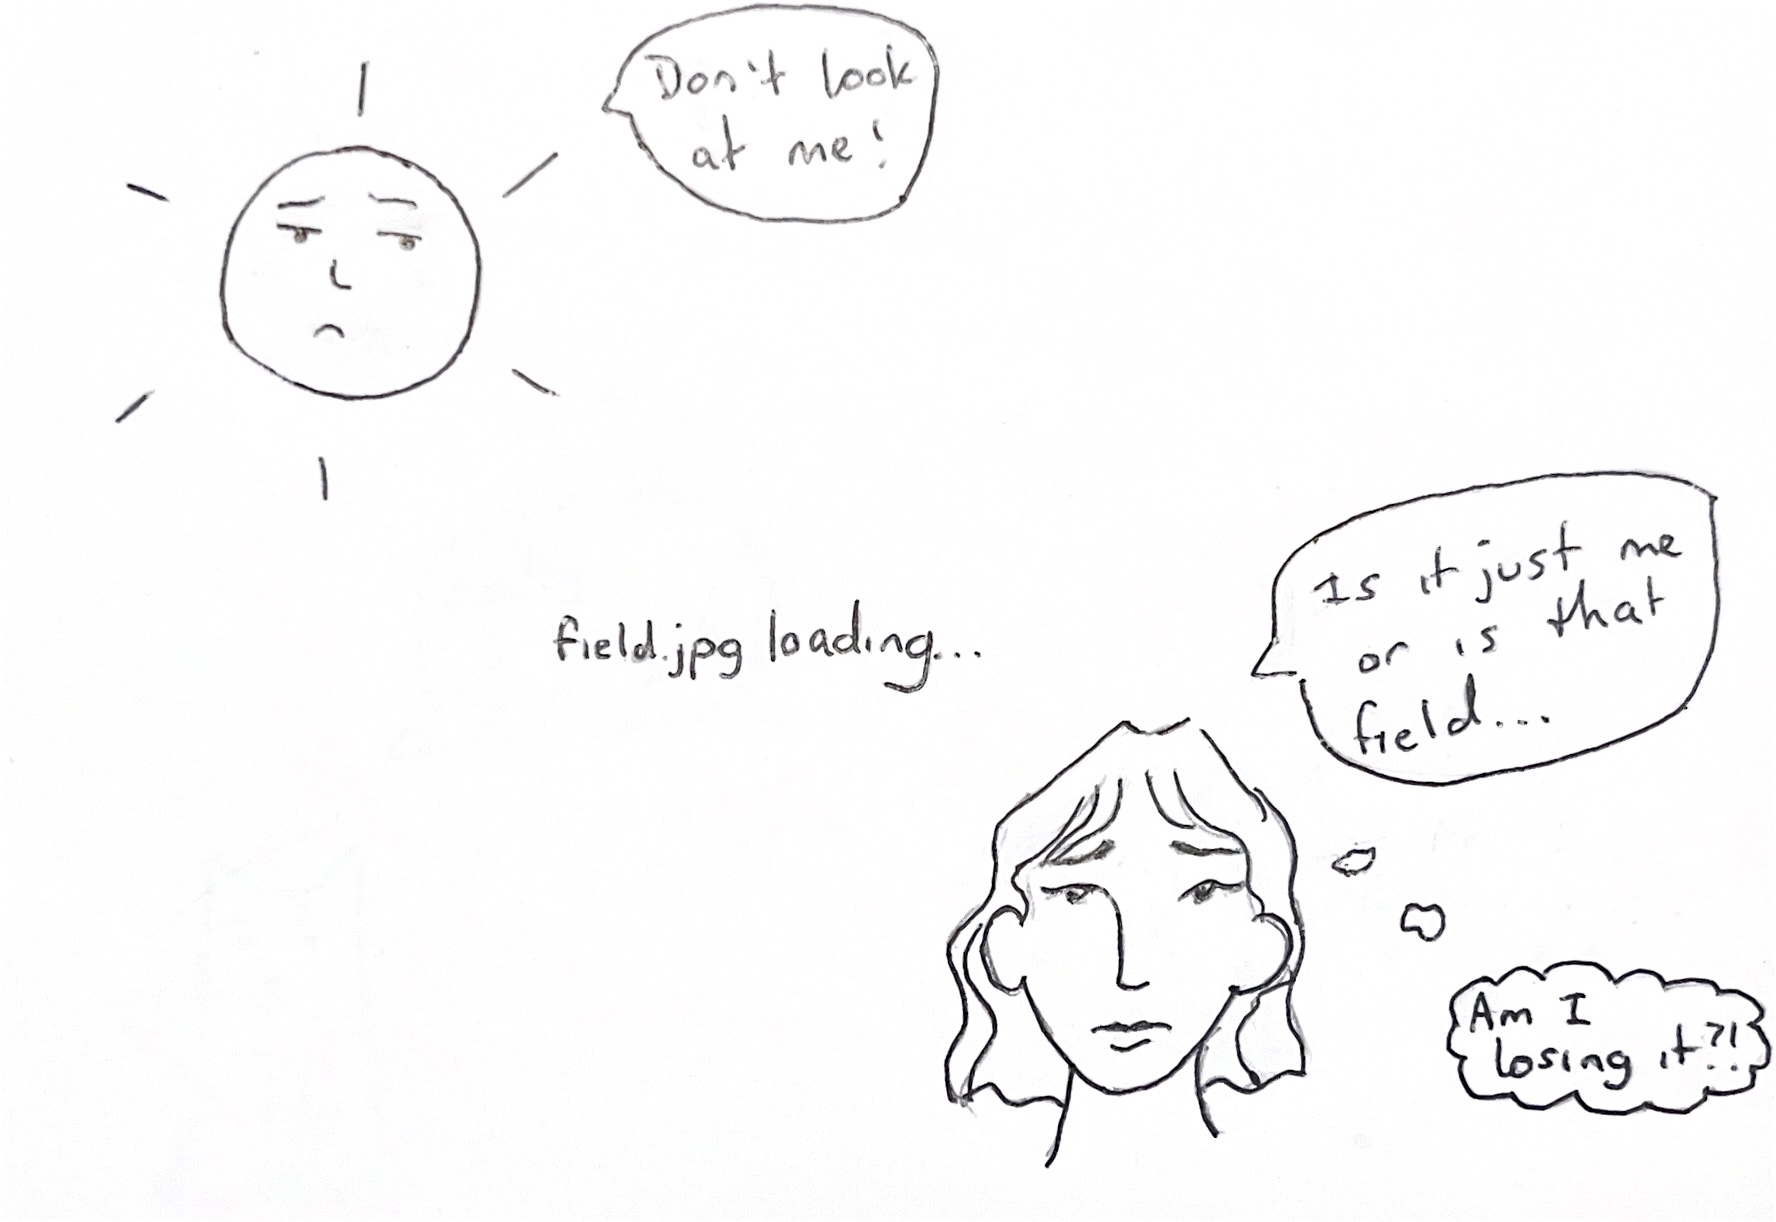 Don't look
at me!
field.jpg loading...
Is it just me
or is that
field...
Am I
losing it?!